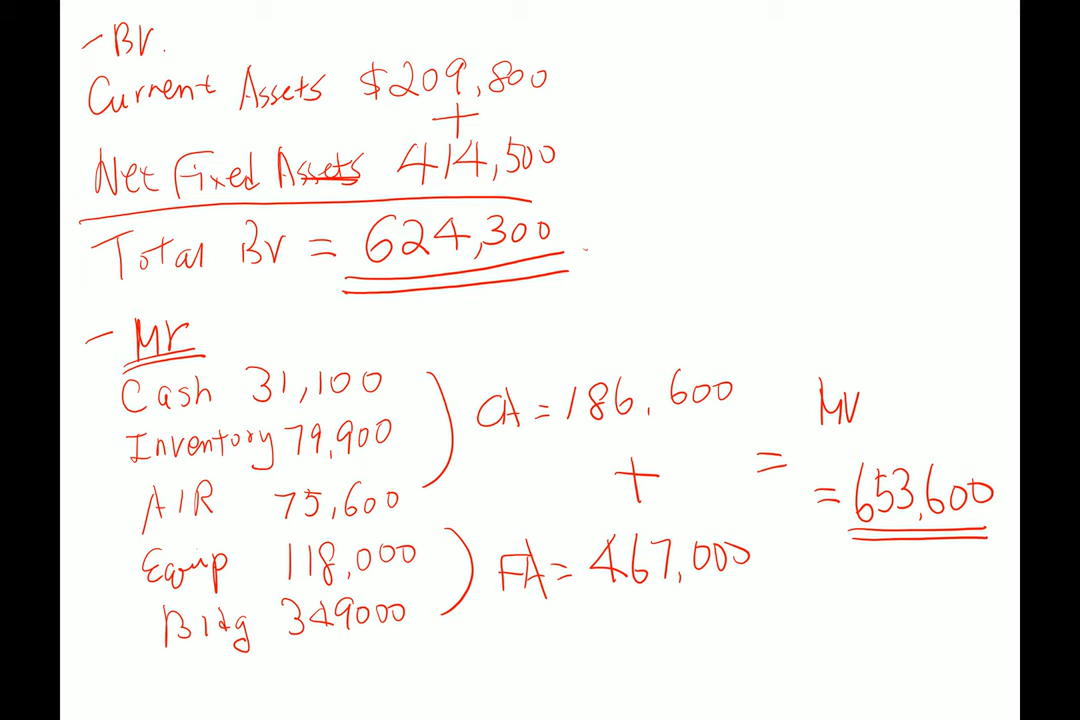 - BV.
Current Assets $209,800
+
Net Fixed Assets 414,500
Total BV = 624,300
- MV
Cash 31,100
Inventory 79,900
A/R 75,600
CA = 186,600
+
Equip 118,000
Bldg 349000
FA = 467,000
=
MV
= 653,600